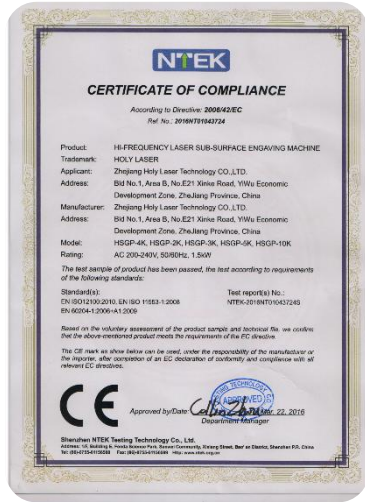 NTEK
CERTIFICATE OF COMPLIANCE
According to Directive: 2006/42/EC
Ref. No.: 2016NT01043724
Product: HI-FREQUENCY LASER SUB-SURFACE ENGAVING MACHINE
Trademark: HOLY LASER
Applicant: Zhejiang Holy Laser Technology CO.,LTD.
Address: Bld No.1, Area B, No.E21 Xinke Road, YiWu Economic
Development Zone, ZheJiang Province, China
Manufacturer: Zhejiang Holy Laser Technology CO.,LTD.
Address: Bld No.1, Area B, No.E21 Xinke Road, YiWu Economic
Development Zone, ZheJiang Province, China
Model: HSGP-4K, HSGP-2K, HSGP-3K, HSGP-5K, HSGP-10K
Rating: AC 200-240V, 50/60Hz, 1.5kW
The test sample of product has been passed, the test according to requirements
of the following standards:
Standard(s): Test report(s) No.:
EN ISO12100:2010, EN ISO 11553-1:2008 NTEK-2016NT01043724S
EN 60204-1:2006+A1:2009
Based on the voluntary assessment of the product sample and technical file, we confirm
that the above-mentioned product meets the requirements of the EC directive.
The CE mark as show below can be used, under the responsibility of the manufacturer or
the importer, after completion of an EC declaration of conformity and compliance with all
relevant EC directives.
CE
APPROVED
Approved by/Date: Mar. 22, 2016
Department Manager
Shenzhen NTEK Testing Technology Co., Ltd.